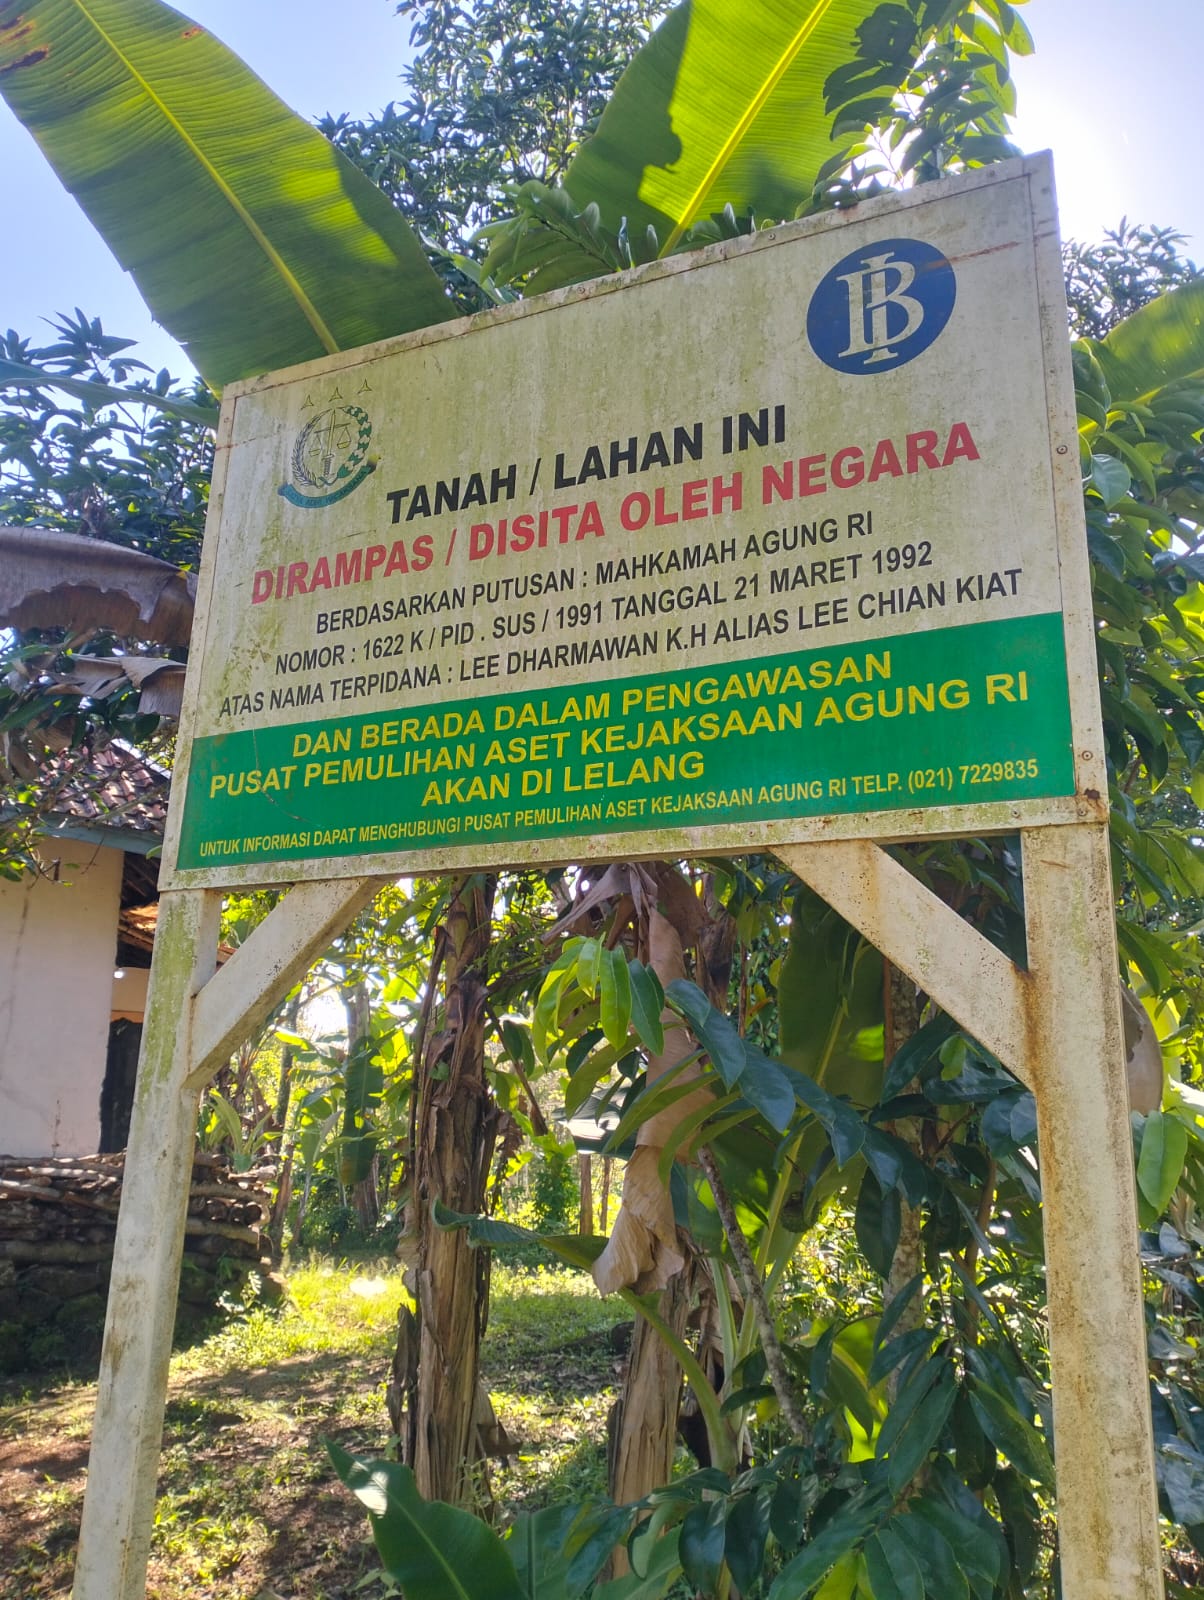 BI
TANAH / LAHAN INI
DIRAMPAS / DISITA OLEH NEGARA
BERDASARKAN PUTUSAN : MAHKAMAH AGUNG RI
NOMOR : 1622 K / PID . SUS / 1991 TANGGAL 21 MARET 1992
ATAS NAMA TERPIDANA : LEE DHARMAWAN K.H ALIAS LEE CHIAN KIAT
DAN BERADA DALAM PENGAWASAN
PUSAT PEMULIHAN ASET KEJAKSAAN AGUNG RI
AKAN DI LELANG
UNTUK INFORMASI DAPAT MENGHUBUNGI PUSAT PEMULIHAN ASET KEJAKSAAN AGUNG RI TELP. (021) 7229835